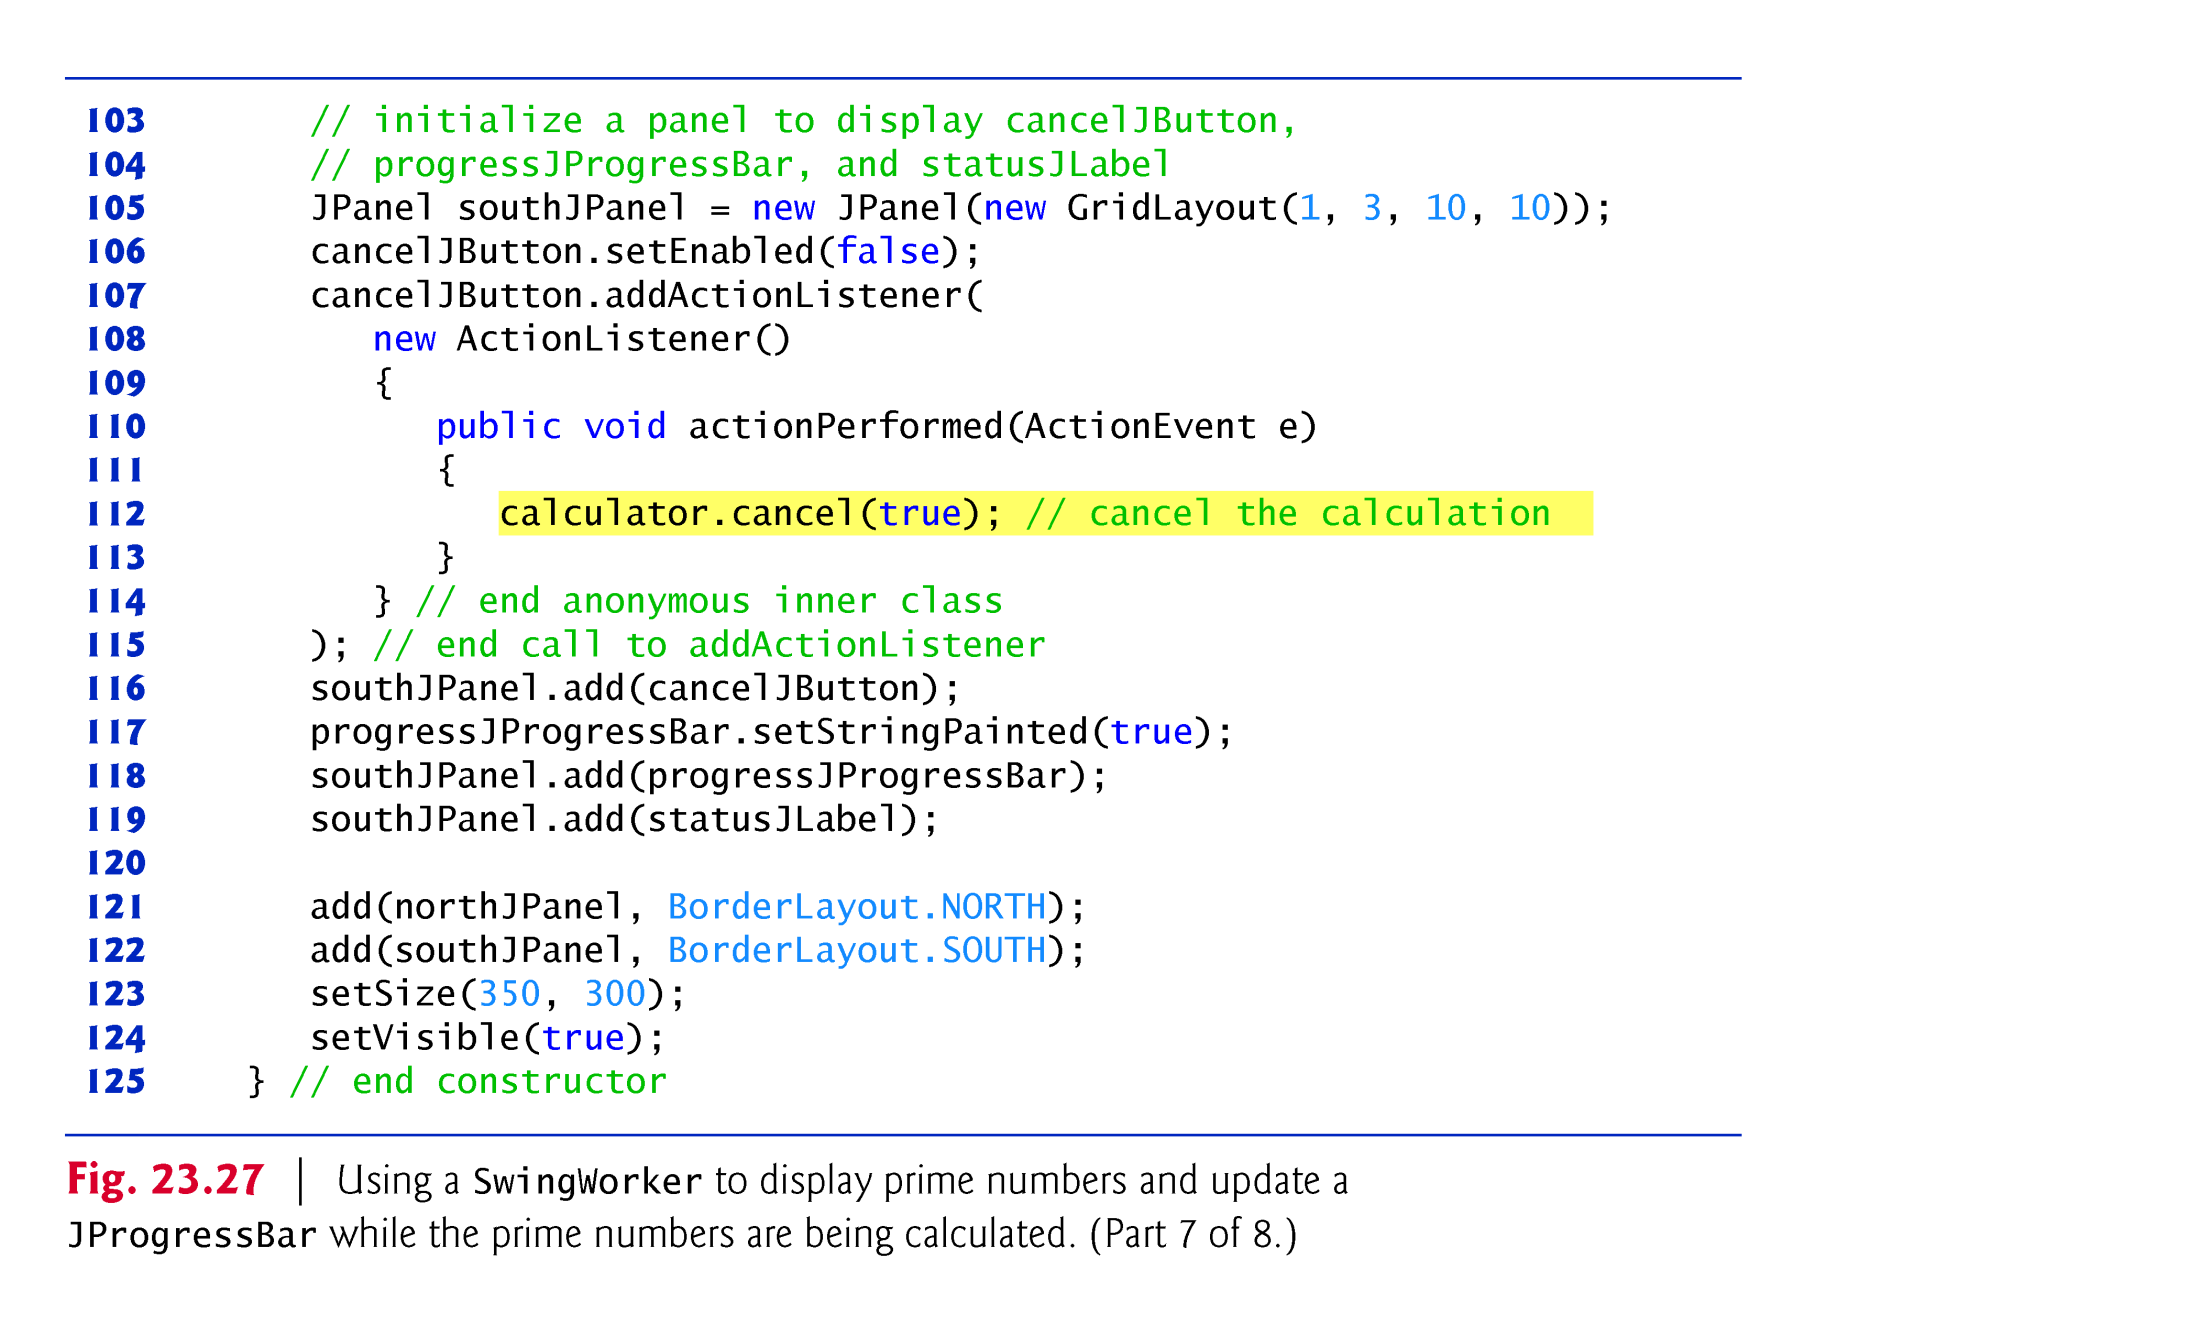 103 // initialize a panel to display cancelJButton,
104 // progressJProgressBar, and statusJLabel
105 JPanel southJPanel = new JPanel(new GridLayout(1, 3, 10, 10));
106 cancelJButton.setEnabled(false);
107 cancelJButton.addActionListener(
108 new ActionListener()
109 {
110 public void actionPerformed(ActionEvent e)
111 {
112 calculator.cancel(true); // cancel the calculation
113 }
114 } // end anonymous inner class
115 ); // end call to addActionListener
116 southJPanel.add(cancelJButton);
117 progressJProgressBar.setStringPainted(true);
118 southJPanel.add(progressJProgressBar);
119 southJPanel.add(statusJLabel);
120
121 add(northJPanel, BorderLayout.NORTH);
122 add(southJPanel, BorderLayout.SOUTH);
123 setSize(350, 300);
124 setVisible(true);
125 } // end constructor
Fig. 23.27 | Using a SwingWorker to display prime numbers and update a
JProgressBar while the prime numbers are being calculated. (Part 7 of 8.)